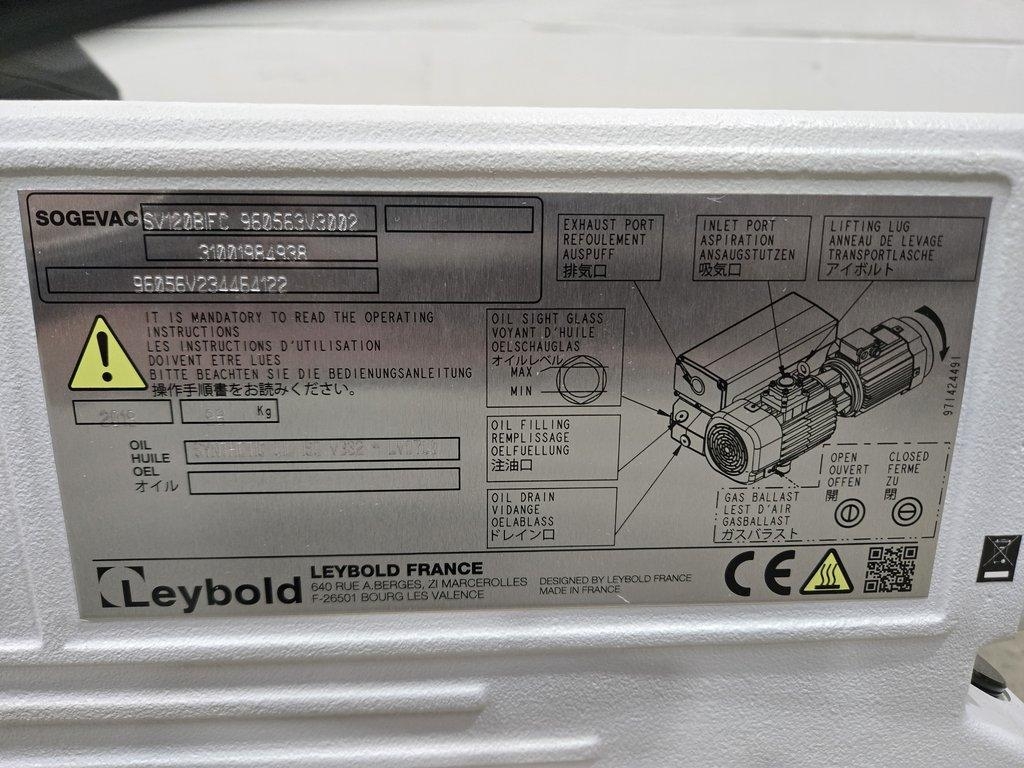 SOGEVAC SV120BIFC 960563V3002
31001984938
96056V234464122
IT IS MANDATORY TO READ THE OPERATING
INSTRUCTIONS
LES INSTRUCTIONS D'UTILISATION
DOIVENT ETRE LUES
BITTE BEACHTEN SIE DIE BEDIENUNGSANLEITUNG
操作手順書をお読みください。
Kg
OIL
HUILE
OEL
オイル
EXHAUST PORT
REFOULEMENT
AUSPUFF
排気口
INLET PORT
ASPIRATION
ANSAUGSTUTZEN
吸気口
LIFTING LUG
ANNEAU DE LEVAGE
TRANSPORTLASCHE
アイボルト
OIL SIGHT GLASS
VOYANT D'HUILE
OELSCHAUGLAS
オイルレベル
MAX
MIN
OIL FILLING
REMPLISSAGE
OELFUELLUNG
注油口
OIL DRAIN
VIDANGE
OELABLASS
ドレイン口
971424491
OPEN
OUVERT
OFFEN
開
CLOSED
FERME
ZU
閉
GAS BALLAST
LEST D'AIR
GASBALLAST
ガスバラスト
Leybold
LEYBOLD FRANCE
640 RUE A.BERGES, ZI MARCEROLLES
F-26501 BOURG LES VALENCE
DESIGNED BY LEYBOLD FRANCE
MADE IN FRANCE
CE